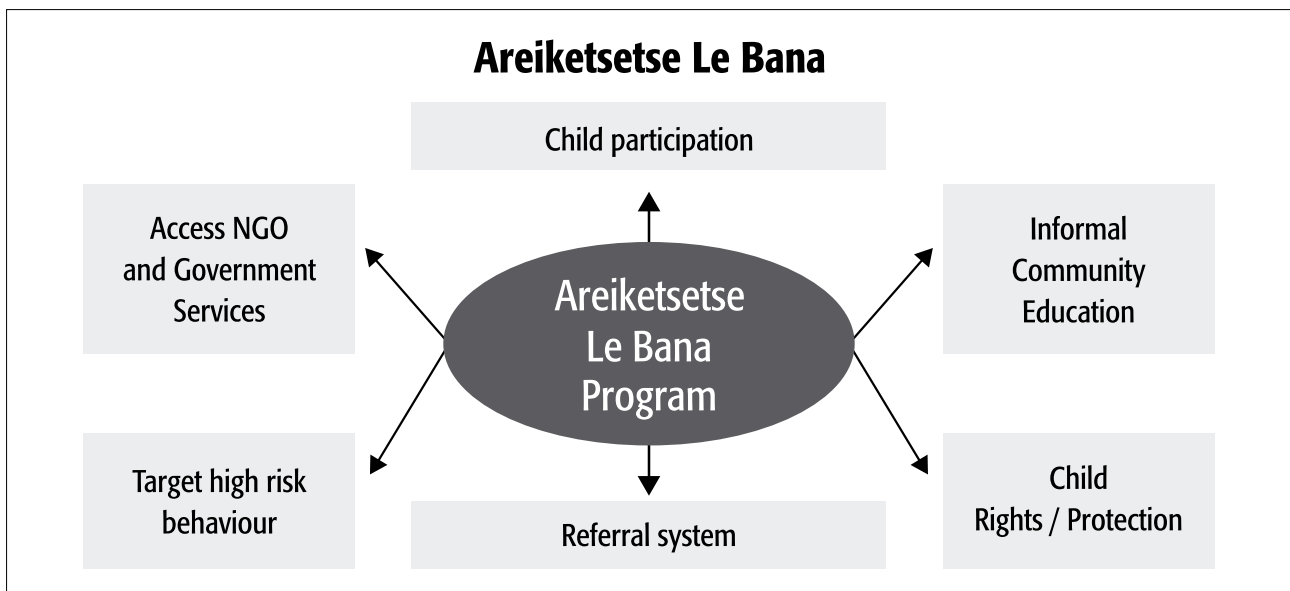 Areiketsetse Le Bana
Child participation
Access NGO
and Government
Services
Informal
Community
Education
Areiketsetse
Le Bana
Program
Target high risk
behaviour
Referral system
Child
Rights / Protection